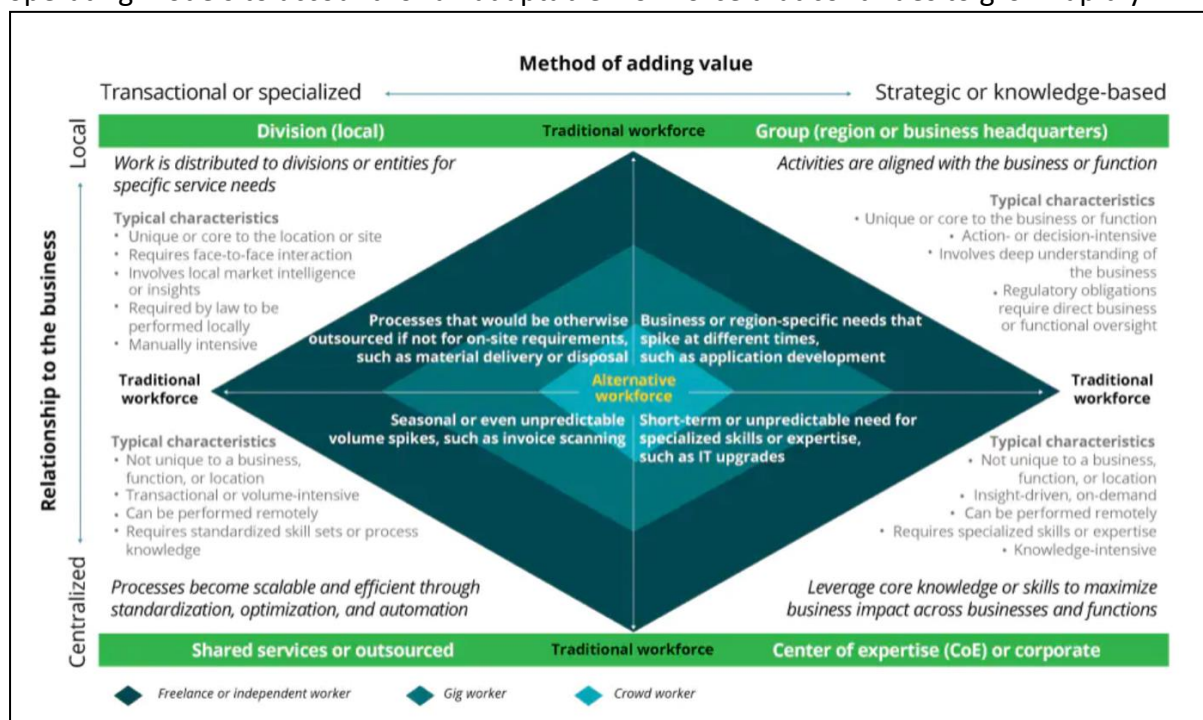 Method of adding value
Transactional or specialized
Strategic or knowledge-based
Local
Division (local)
Traditional workforce
Group (region or business headquarters)
Work is distributed to divisions or entities for
specific service needs
Activities are aligned with the business or function
Typical characteristics
• Unique or core to the location or site
• Requires face-to-face interaction
• Involves local market intelligence
or insights
• Required by law to be
performed locally
• Manually intensive
Typical characteristics
• Unique or core to the business or function
• Action- or decision-intensive
• Involves deep understanding of
the business
• Regulatory obligations
require direct business
or functional oversight
Relationship to the business
Processes that would be otherwise
outsourced if not for on-site requirements,
such as material delivery or disposal
Business or region-specific needs that
spike at different times,
such as application development
Traditional
workforce
Alternative
workforce
Traditional
workforce
Seasonal or even unpredictable
volume spikes, such as invoice scanning
Short-term or unpredictable need for
specialized skills or expertise,
such as IT upgrades
Typical characteristics
• Not unique to a business,
function, or location
• Transactional or volume-intensive
• Can be performed remotely
• Requires standardized skill sets or process
knowledge
Typical characteristics
• Not unique to a business,
function, or location
• Insight-driven, on-demand
• Can be performed remotely
• Requires specialized skills or expertise
• Knowledge-intensive
Processes become scalable and efficient through
standardization, optimization, and automation
Leverage core knowledge or skills to maximize
business impact across businesses and functions
Centralized
Shared services or outsourced
Traditional workforce
Center of expertise (CoE) or corporate
Freelance or independent worker
Gig worker
Crowd worker